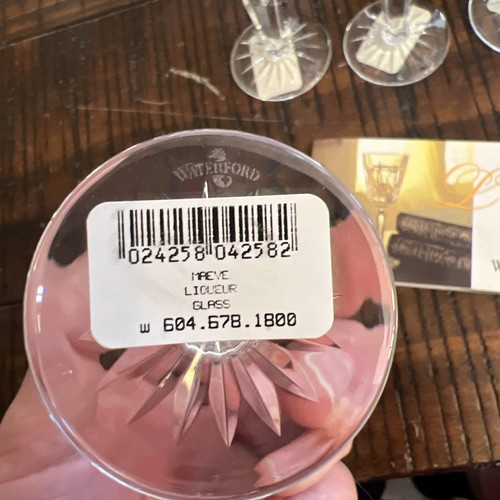 WATERFORD
024258 042582
MAEVE
LIQUEUR
GLASS
w 604.678.1800